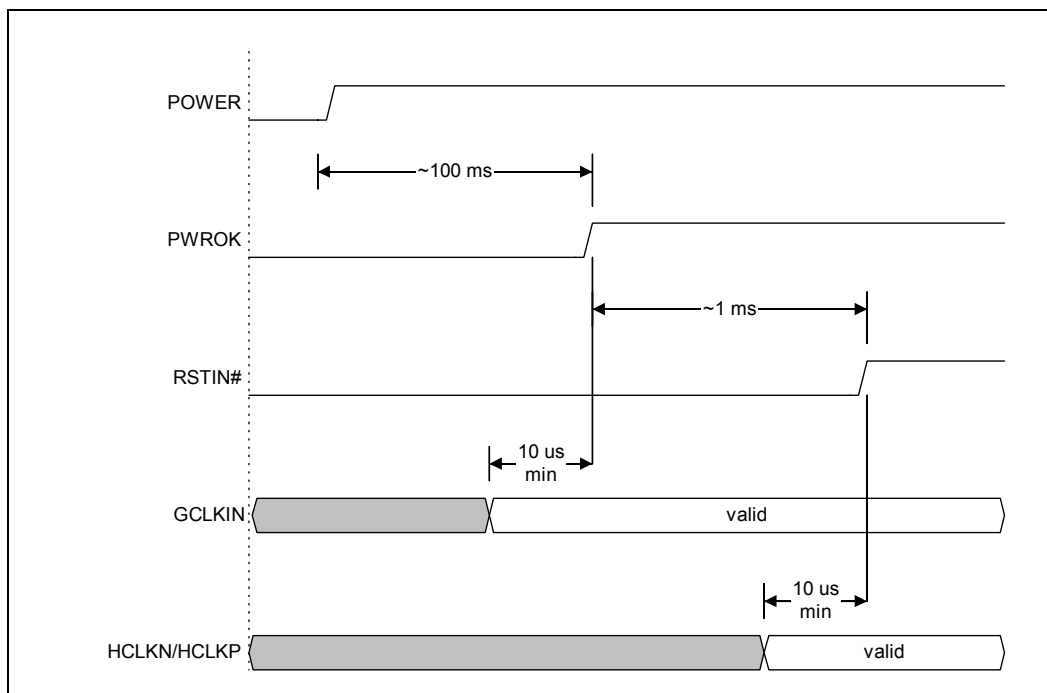 POWER
~100 ms
PWROK
~1 ms
RSTIN#
10 us
min
GCLKIN
valid
10 us
min
HCLKN/HCLKP
valid